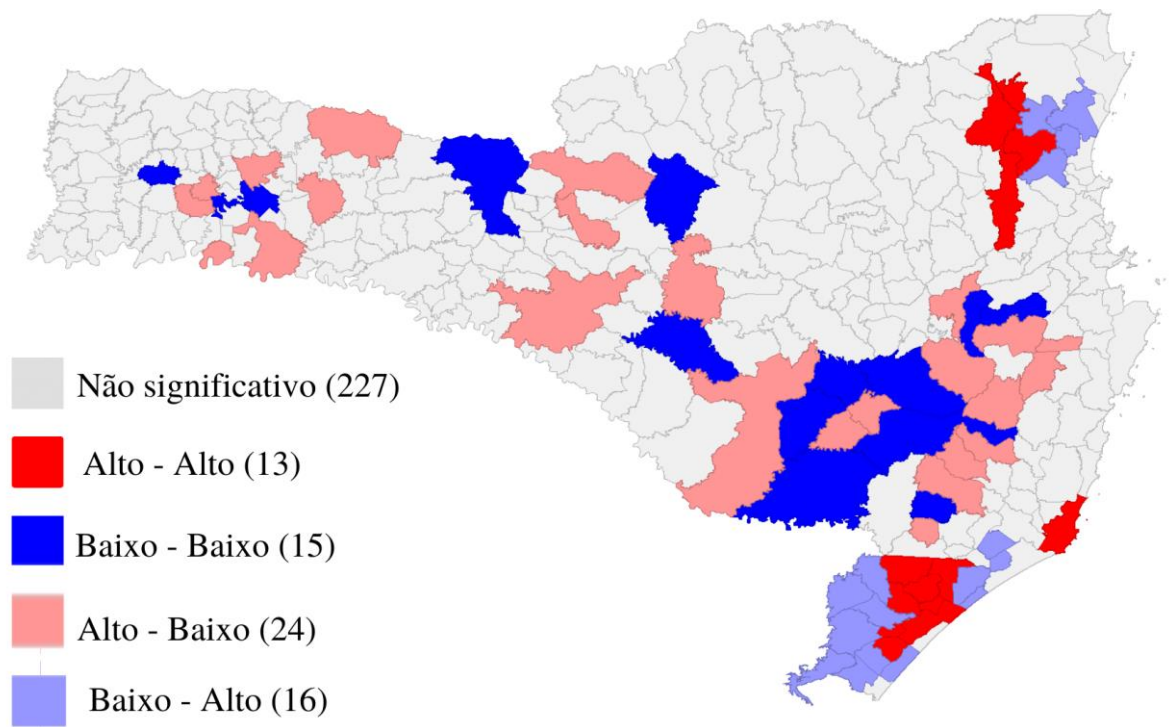 Não significativo (227)
Alto - Alto (13)
Baixo - Baixo (15)
Alto - Baixo (24)
Baixo - Alto (16)